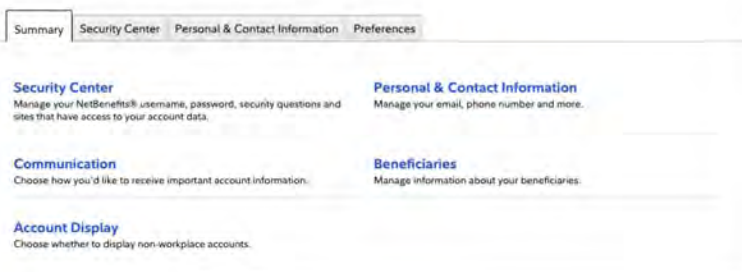 Summary Security Center Personal & Contact Information Preferences
Security Center
Manage your NetBenefits® username, password, security questions and
sites that have access to your account data.
Personal & Contact Information
Manage your email, phone number and more.
Communication
Choose how you'd like to receive important account information.
Beneficiaries
Manage information about your beneficiaries.
Account Display
Choose whether to display non-workplace accounts.